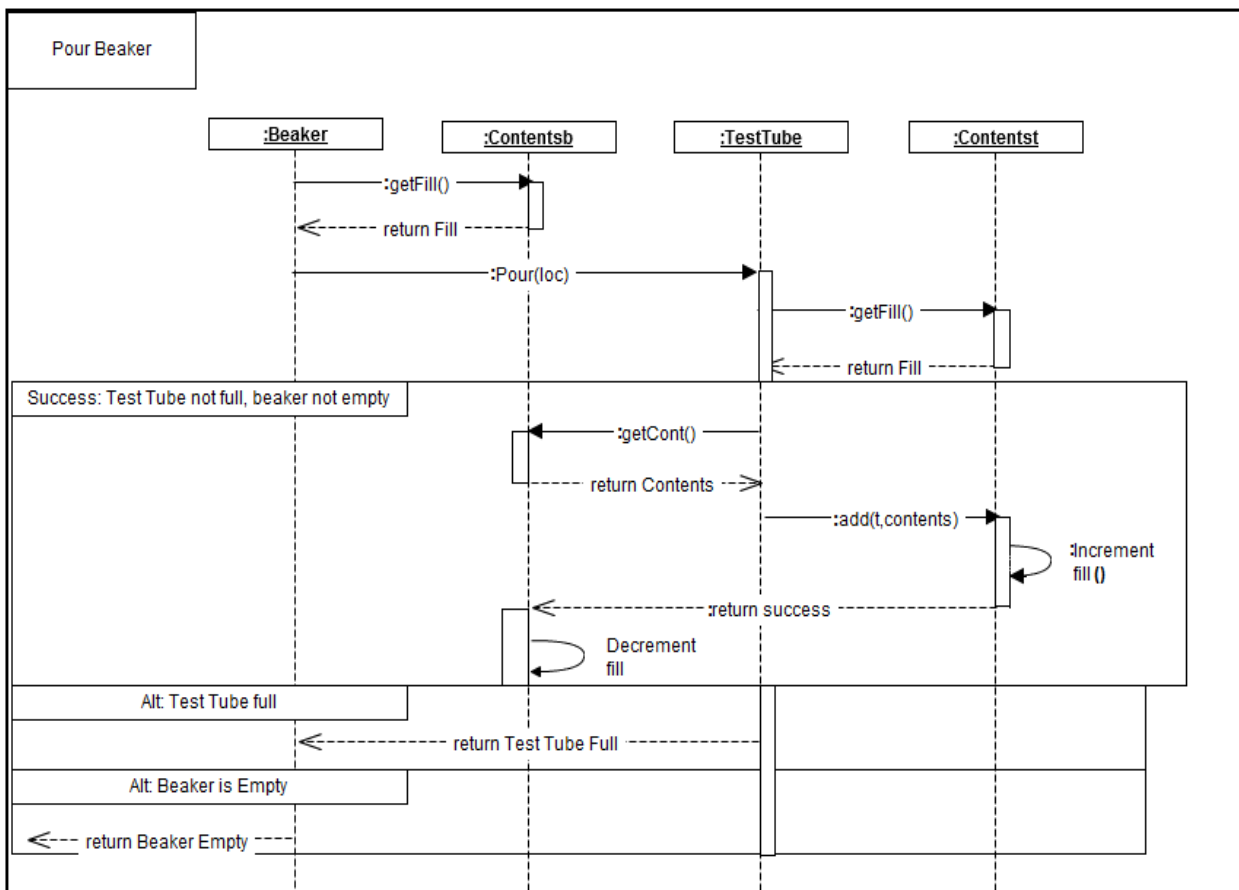 Pour Beaker
:Beaker
:Contentsb
:TestTube
:Contentst
:getFill()
return Fill
:Pour(loc)
:getFill()
return Fill
Success: Test Tube not full, beaker not empty
:getCont()
return Contents
:add(t,contents)
:Increment
fill ()
:return success
Decrement
fill
Alt: Test Tube full
return Test Tube Full
Alt: Beaker is Empty
return Beaker Empty